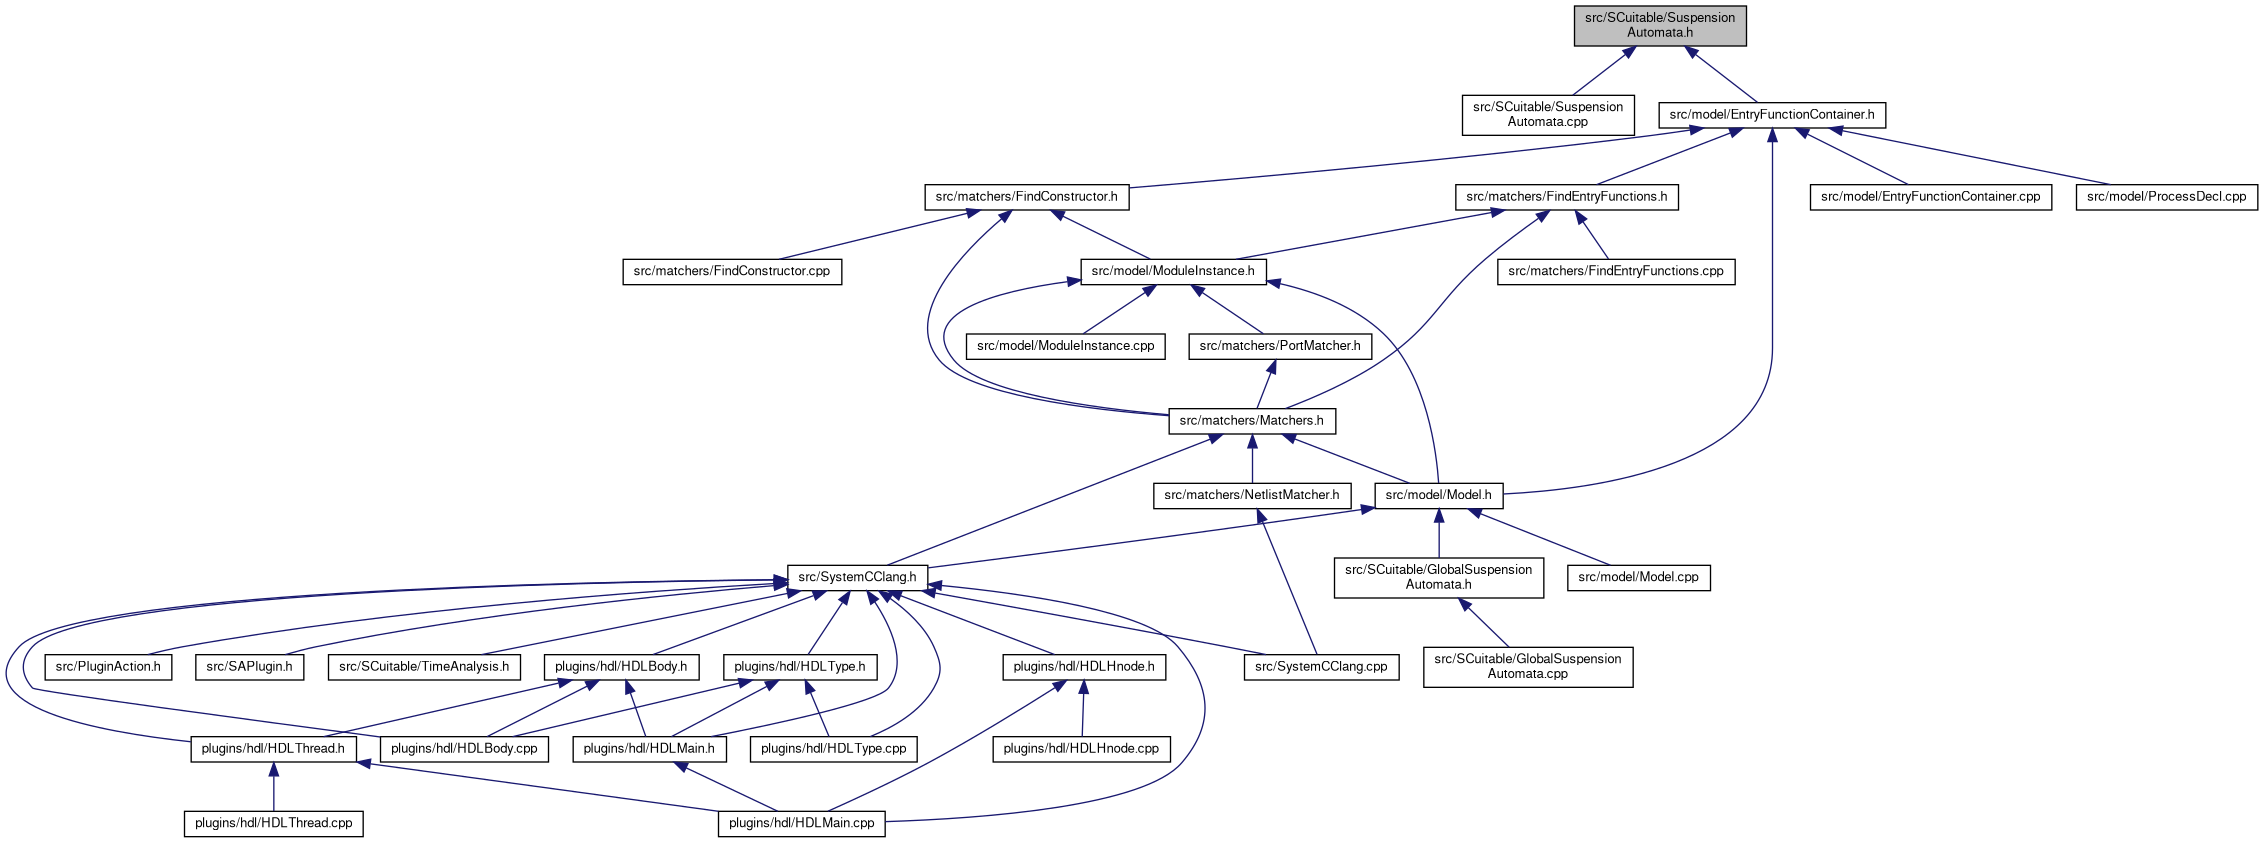 src/SCuitable/Suspension
Automata.h
src/SCuitable/Suspension
Automata.cpp
src/model/EntryFunctionContainer.h
src/matchers/FindConstructor.h
src/matchers/FindEntryFunctions.h
src/model/EntryFunctionContainer.cpp
src/model/ProcessDecl.cpp
src/matchers/FindConstructor.cpp
src/model/ModuleInstance.h
src/matchers/FindEntryFunctions.cpp
src/model/ModuleInstance.cpp
src/matchers/PortMatcher.h
src/matchers/Matchers.h
src/matchers/NetlistMatcher.h
src/model/Model.h
src/SystemCClang.h
src/SCuitable/GlobalSuspension
Automata.h
src/model/Model.cpp
src/PluginAction.h
src/SAPlugin.h
src/SCuitable/TimeAnalysis.h
plugins/hdl/HDLBody.h
plugins/hdl/HDLType.h
plugins/hdl/HDLHnode.h
src/SystemCClang.cpp
src/SCuitable/GlobalSuspension
Automata.cpp
plugins/hdl/HDLThread.h
plugins/hdl/HDLBody.cpp
plugins/hdl/HDLMain.h
plugins/hdl/HDLType.cpp
plugins/hdl/HDLHnode.cpp
plugins/hdl/HDLThread.cpp
plugins/hdl/HDLMain.cpp